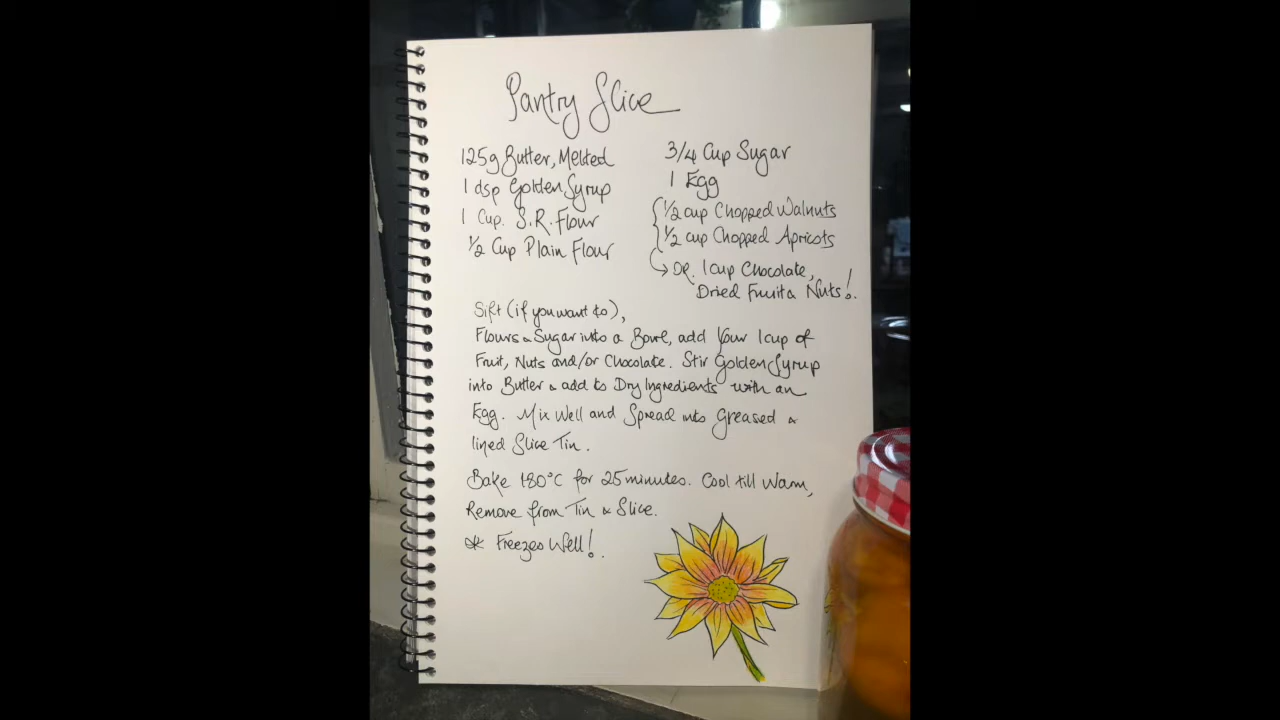 Pantry Slice
125g Butter, Melted
1 dsp Golden Syrup
1 Cup. S.R. Flour
1/2 Cup Plain Flour
3/4 Cup Sugar
1 Egg
1/2 cup Chopped Walnuts
1/2 cup Chopped Apricots
→ OR. 1 cup Chocolate,
Dried Fruit & Nuts!
Sift (if you want to),
Flours & Sugar into a Bowl, add Your 1 cup of
Fruit, Nuts and/or Chocolate. Stir Golden Syrup
into Butter & add to Dry Ingredients with an
Egg. Mix Well and Spread into Greased &
lined Slice Tin.
Bake 180°C for 25 minutes. Cool till Warm,
Remove from Tin & Slice.
* Freezes Well!